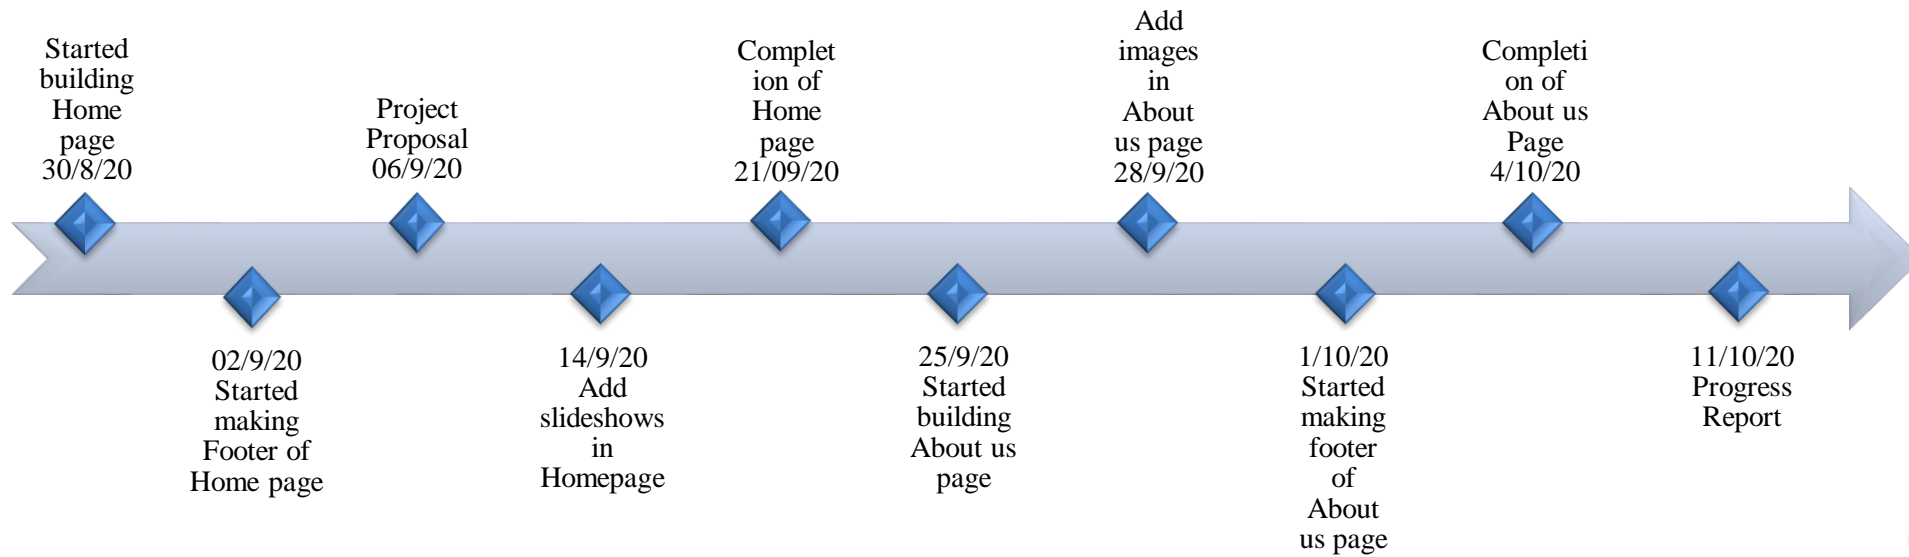 Started
building
Home
page
30/8/20
02/9/20
Started
making
Footer of
Home page
Project
Proposal
06/9/20
14/9/20
Add
slideshows
in
Homepage
Complet
ion of
Home
page
21/09/20
25/9/20
Started
building
About us
page
Add
images
in
About
us page
28/9/20
1/10/20
Started
making
footer
of
About
us page
Completi
on of
About us
Page
4/10/20
11/10/20
Progress
Report